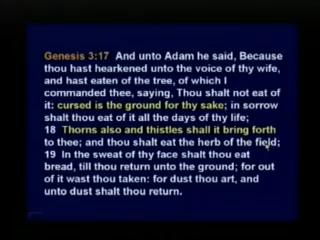 Genesis 3:17  And unto Adam he said, Because
thou hast hearkened unto the voice of thy wife,
and hast eaten of the tree, of which I
commanded thee, saying, Thou shalt not eat of
it: cursed is the ground for thy sake; in sorrow
shalt thou eat of it all the days of thy life;
18  Thorns also and thistles shall it bring forth
to thee; and thou shalt eat the herb of the field;
19  In the sweat of thy face shalt thou eat
bread, till thou return unto the ground; for out
of it wast thou taken: for dust thou art, and
unto dust shalt thou return.